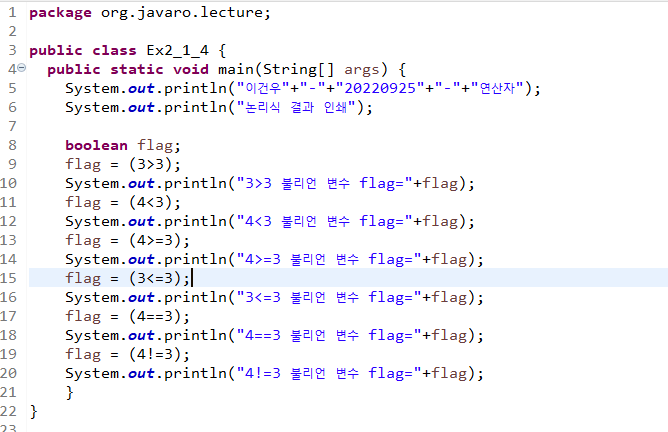 1 package org.javaro.lecture;
2
3 public class Ex2_1_4 {
4 public static void main(String[] args) {
5 System.out.println("이건우"+"-"+"20220925"+"-"+"연산자");
6 System.out.println("논리식 결과 인쇄");
7
8 boolean flag;
9 flag = (3>3);
10 System.out.println("3>3 불리언 변수 flag="+flag);
11 flag = (4<3);
12 System.out.println("4<3 불리언 변수 flag="+flag);
13 flag = (4>=3);
14 System.out.println("4>=3 불리언 변수 flag="+flag);
15 flag = (3<=3);
16 System.out.println("3<=3 불리언 변수 flag="+flag);
17 flag = (4==3);
18 System.out.println("4==3 불리언 변수 flag="+flag);
19 flag = (4!=3);
20 System.out.println("4!=3 불리언 변수 flag="+flag);
21 }
22 }
23